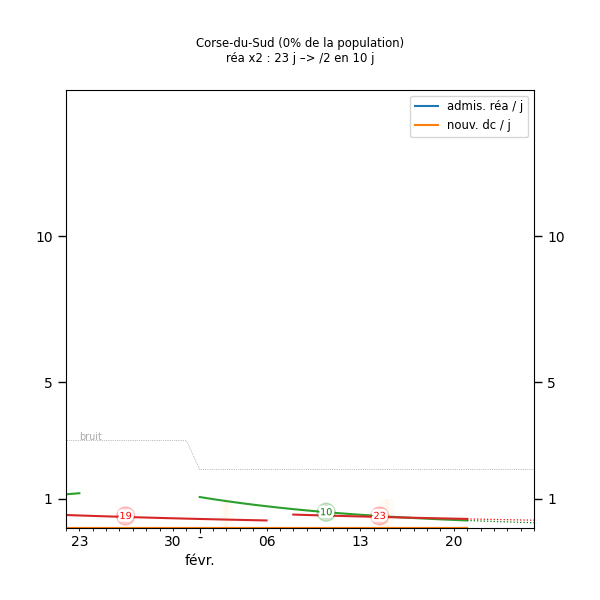 Corse-du-Sud (0% de la population)
réa x2 : 23 j –> /2 en 10 j
admis. réa / j
nouv. dc / j
10 10
5 5
bruit
1 1
19 10 23
23 30 - 06 13 20
févr.